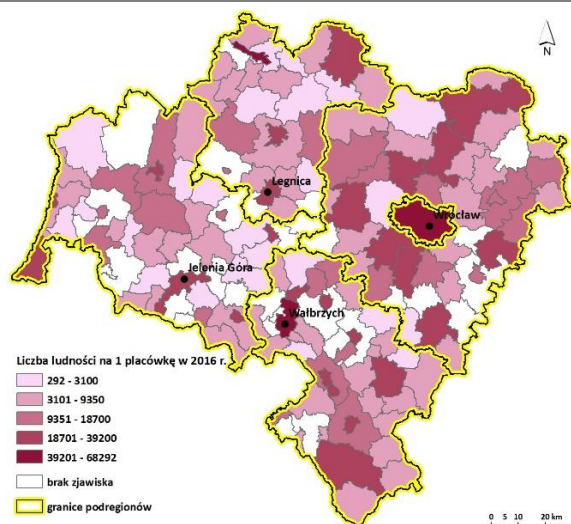 N
Legnica
Wrocław
Jelenia Góra
Wałbrzych
Liczba ludności na 1 placówkę w 2016 r.
292 - 3100
3101 - 9350
9351 - 18700
18701 - 39200
39201 - 68292
brak zjawiska
granice podregionów
0 5 10 20 km